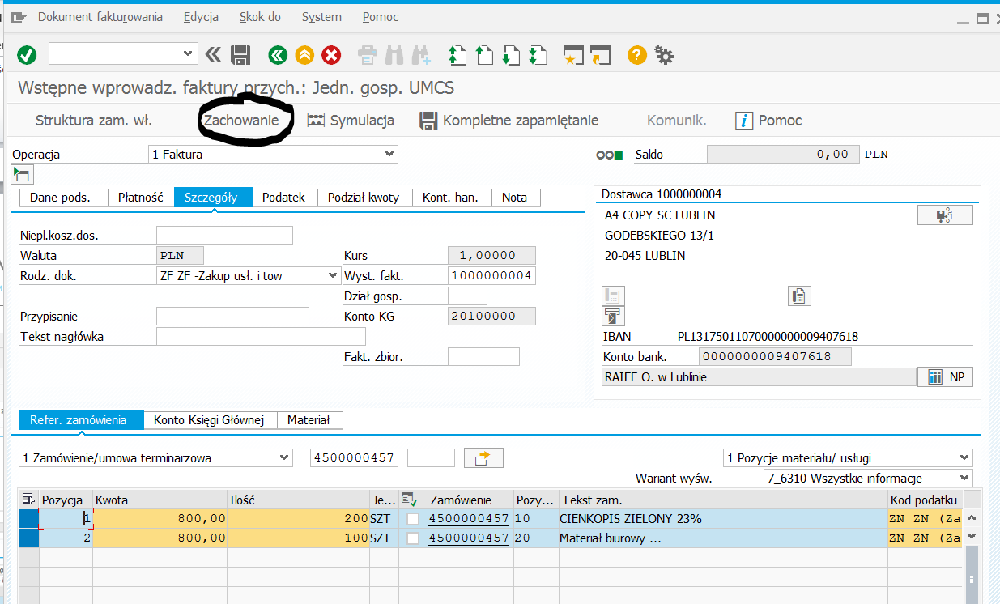 Dokument fakturowania Edycja Skok do System Pomoc
Wstępne wprowadz. faktury przych.: Jedn. gosp. UMCS
Struktura zam. wł. Zachowanie Symulacja Kompletne zapamiętanie Komunik. i Pomoc
Operacja 1 Faktura Saldo 0,00 PLN
Dane pods. Płatność Szczegóły Podatek Podział kwoty Kont. han. Nota
Dostawca 1000000004
A4 COPY SC LUBLIN
GODEBSKIEGO 13/1
20-045 LUBLIN
Niepl.kosz.dos.
Waluta PLN Kurs 1,00000
Rodz. dok. ZF ZF -Zakup usł. i tow Wyst. fakt. 1000000004
Dział gosp.
Przypisanie Konto KG 20100000
Tekst nagłówka
Fakt. zbior.
IBAN PL13175011070000000009407618
Konto bank. 0000000009407618
RAIFF O. w Lublinie NP
Refer. zamówienia Konto Księgi Głównej Materiał
1 Zamówienie/umowa terminarzowa 4500000457 1 Pozycje materiału/ usługi
Wariant wyśw. 7_6310 Wszystkie informacje
Pozycja Kwota Ilość Je... Zamówienie Pozy... Tekst zam. Kod podatku
1 800,00 200 SZT 4500000457 10 CIENKOPIS ZIELONY 23% ZN ZN (Za
2 800,00 100 SZT 4500000457 20 Materiał biurowy ... ZN ZN (Za